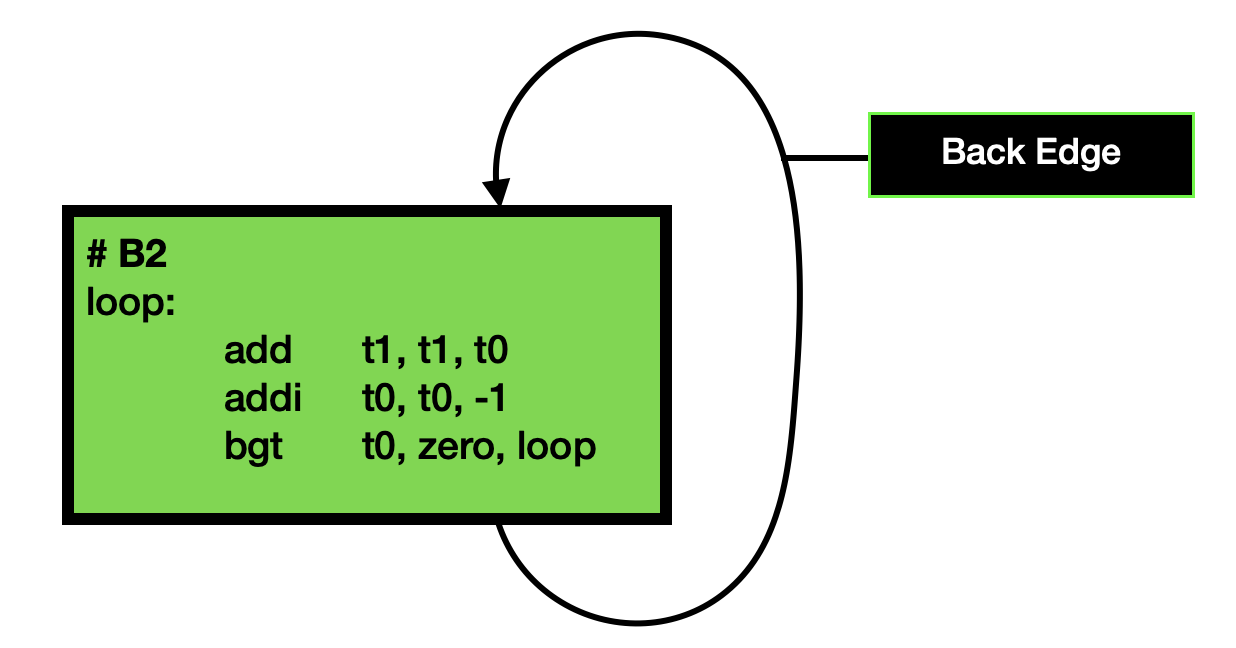 Back Edge
# B2
loop:
add t1, t1, t0
addi t0, t0, -1
bgt t0, zero, loop